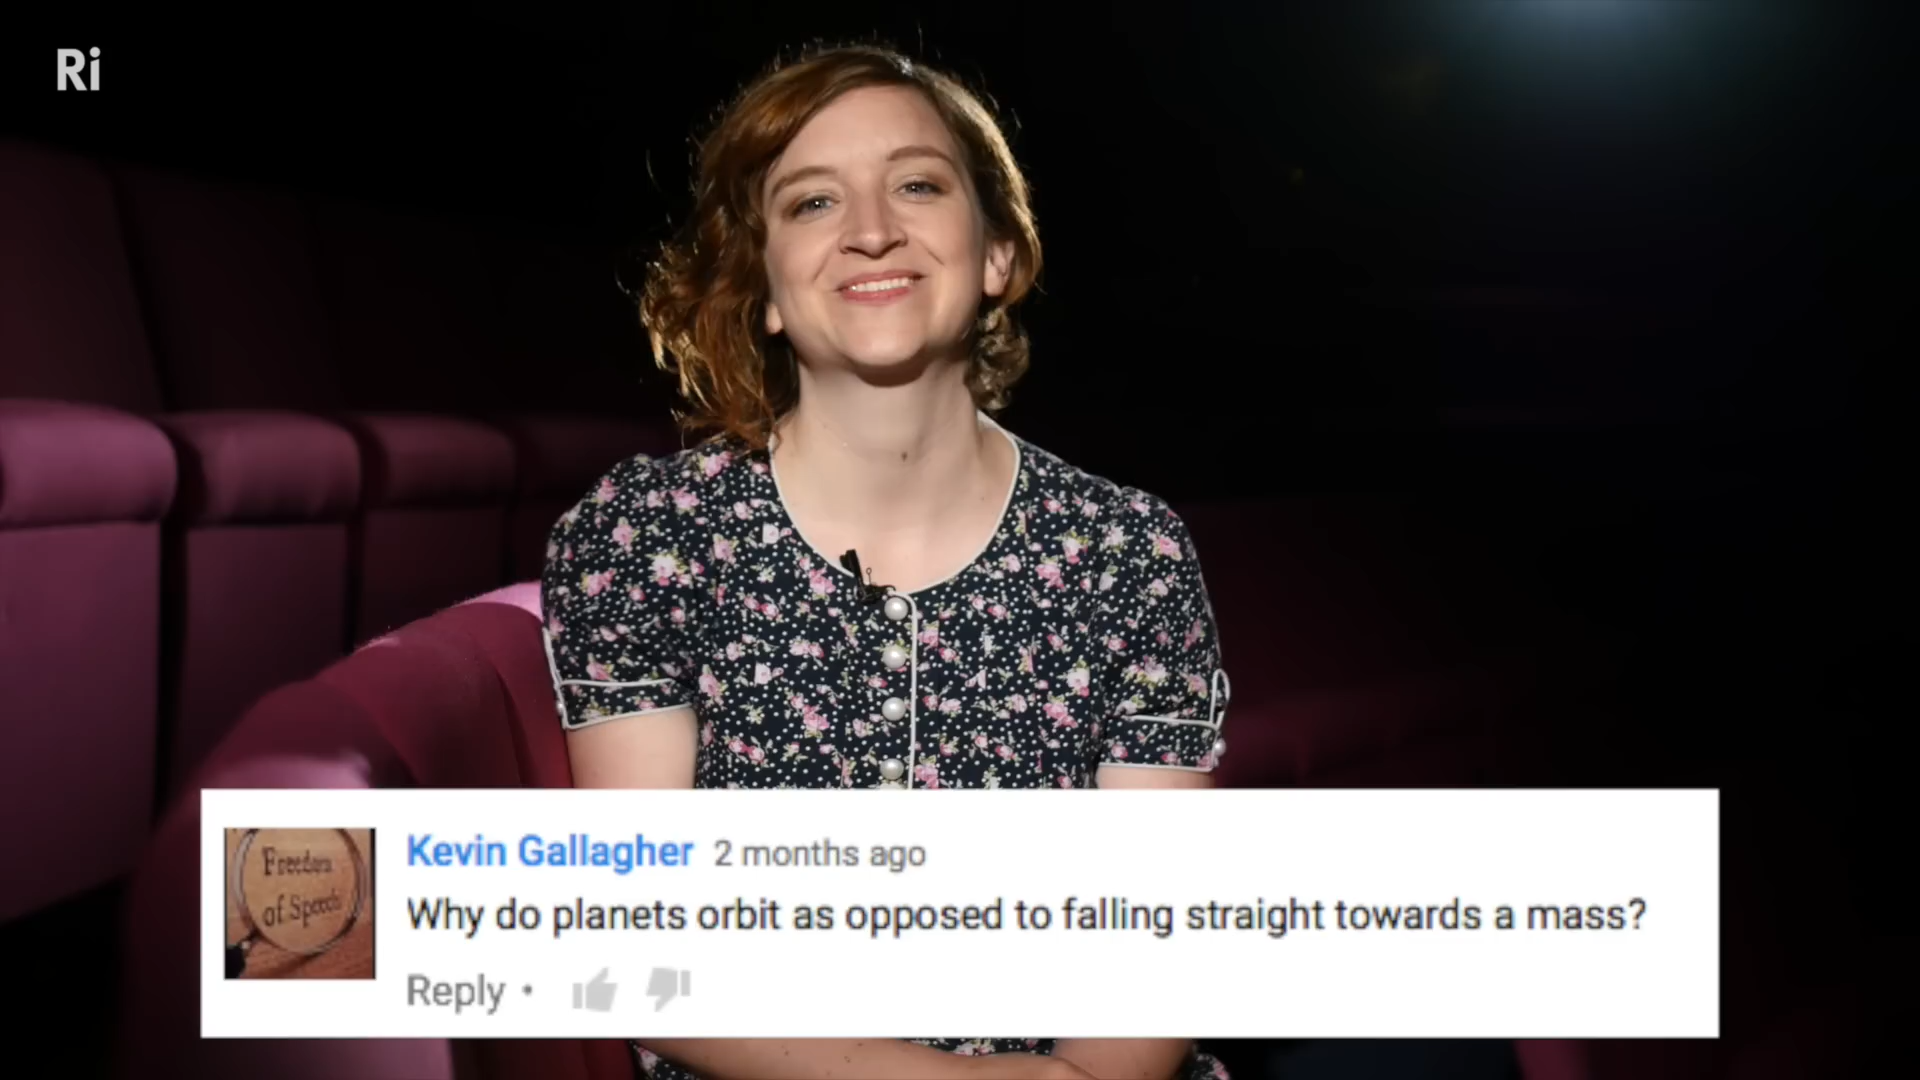 Ri
Freedom
of Speech
Kevin Gallagher 2 months ago
Why do planets orbit as opposed to falling straight towards a mass?
Reply •